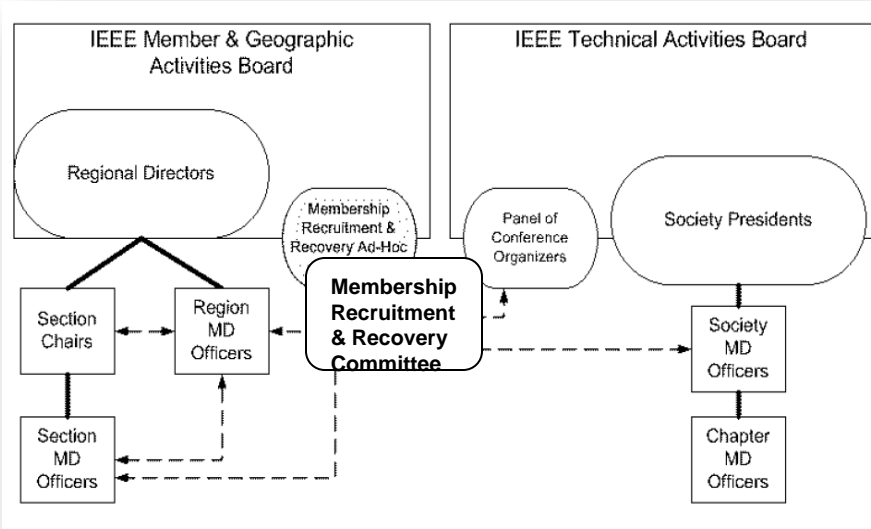 IEEE Member & Geographic
Activities Board
IEEE Technical Activities Board
Regional Directors
Membership
Recruitment &
Recovery Ad-Hoc
Panel of
Conference
Organizers
Society Presidents
Membership
Recruitment
& Recovery
Committee
Section
Chairs
Region
MD
Officers
Society
MD
Officers
Section
MD
Officers
Chapter
MD
Officers